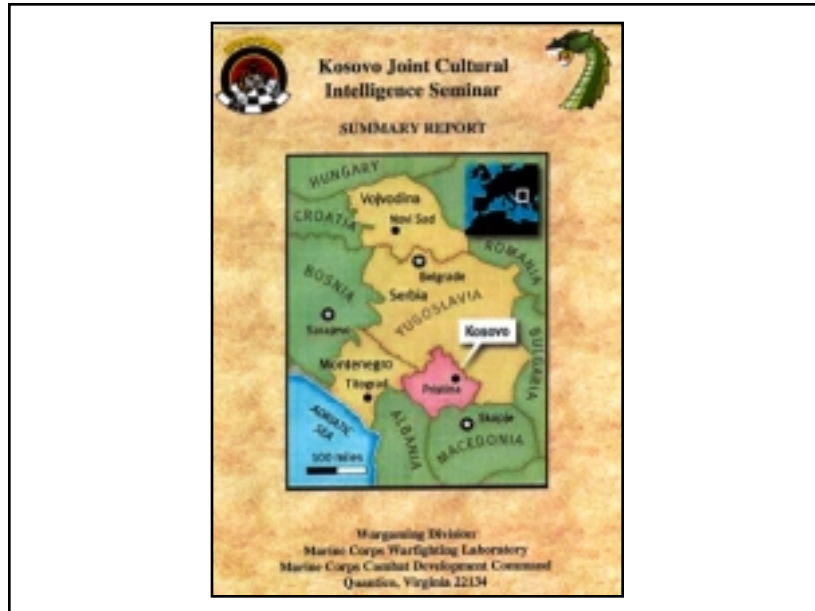 Kosovo Joint Cultural
Intelligence Seminar
SUMMARY REPORT
HUNGARY
Vojvodina
CROATIA
Novi Sad
ROMANIA
BOSNIA
Belgrade
Serbia
YUGOSLAVIA
Sarajevo
Kosovo
Montenegro
Titograd
Pristina
BULGARIA
ADRIATIC
SEA
ALBANIA
Skopje
MACEDONIA
100 miles
Wargaming Division
Marine Corps Warfighting Laboratory
Marine Corps Combat Development Command
Quantico, Virginia 22134